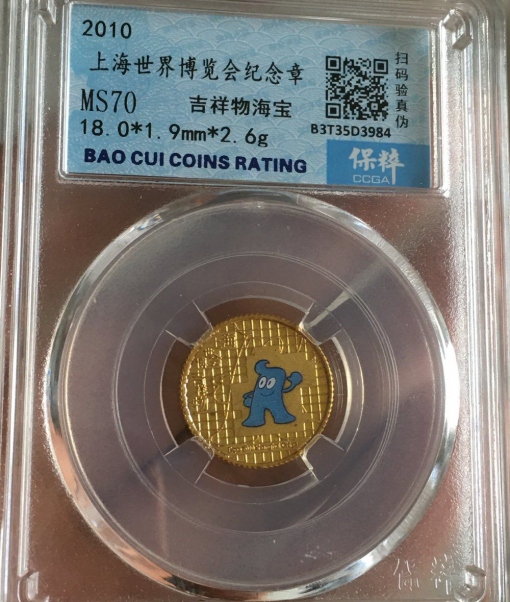 2010
上海世界博览会纪念章
MS70 吉祥物海宝
18.0*1.9mm*2.6g
BAO CUI COINS RATING
扫码验真伪
B3T35D3984
保粹
CCGA
保粹